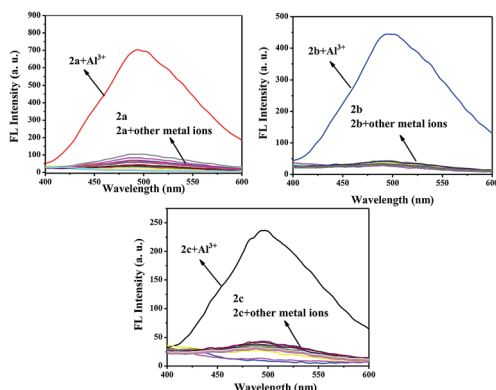 900
800
700
600
500
400
300
200
100
0
FL Intensity (a. u.)
2a+Al³⁺
2a
2a+other metal ions
400 450 500 550 600
Wavelength (nm)
500
400
300
200
100
0
FL Intensity (a. u.)
2b+Al³⁺
2b
2b+other metal ions
400 450 500 550 600
Wavelength (nm)
250
200
150
100
50
0
FL Intensity (a. u.)
2c+Al³⁺
2c
2c+other metal ions
400 450 500 550 600
Wavelength (nm)